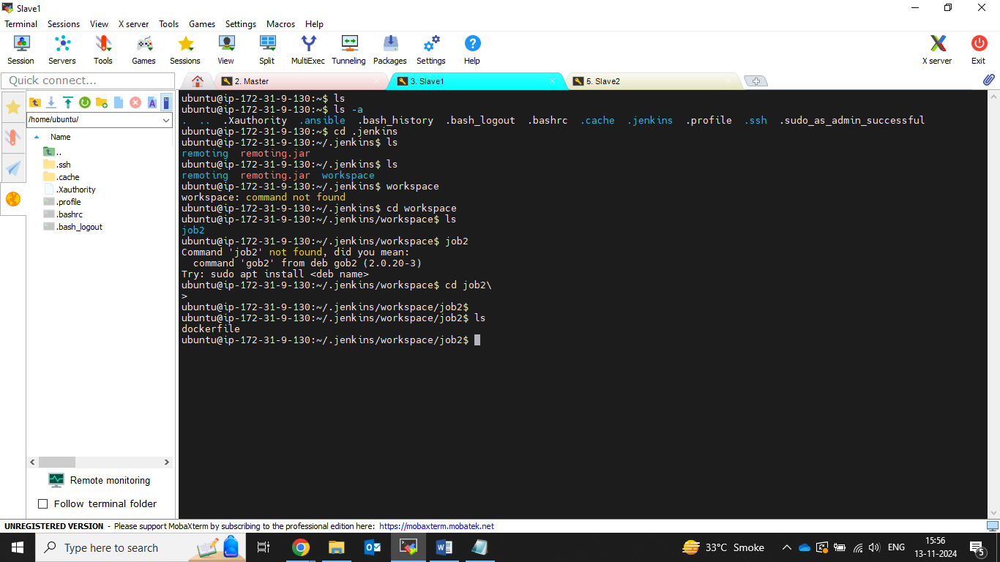 Slave1
Terminal Sessions View X server Tools Games Settings Macros Help
Session Servers Tools Games Sessions View Split MultiExec Tunneling Packages Settings Help X server Exit
Quick connect...
2. Master
3. Slave1
5. Slave2
/home/ubuntu/
Name
..
.ssh
.cache
.Xauthority
.profile
.bashrc
.bash_logout
Remote monitoring
Follow terminal folder
ubuntu@ip-172-31-9-130:~$ ls
ubuntu@ip-172-31-9-130:~$ ls -a
. .. .Xauthority .ansible .bash_history .bash_logout .bashrc .cache .jenkins .profile .ssh .sudo_as_admin_successful
ubuntu@ip-172-31-9-130:~$ cd .jenkins
ubuntu@ip-172-31-9-130:~/.jenkins$ ls
remoting remoting.jar
ubuntu@ip-172-31-9-130:~/.jenkins$ ls
remoting remoting.jar workspace
ubuntu@ip-172-31-9-130:~/.jenkins$ workspace
workspace: command not found
ubuntu@ip-172-31-9-130:~/.jenkins$ cd workspace
ubuntu@ip-172-31-9-130:~/.jenkins/workspace$ ls
job2
ubuntu@ip-172-31-9-130:~/.jenkins/workspace$ job2
Command 'job2' not found, did you mean:
command 'gob2' from deb gob2 (2.0.20-3)
Try: sudo apt install <deb name>
ubuntu@ip-172-31-9-130:~/.jenkins/workspace$ cd job2\
>
ubuntu@ip-172-31-9-130:~/.jenkins/workspace/job2$
ubuntu@ip-172-31-9-130:~/.jenkins/workspace/job2$ ls
dockerfile
ubuntu@ip-172-31-9-130:~/.jenkins/workspace/job2$
UNREGISTERED VERSION - Please support MobaXterm by subscribing to the professional edition here: https://mobaxterm.mobatek.net
Type here to search
33°C Smoke
ENG
15:56
13-11-2024
5